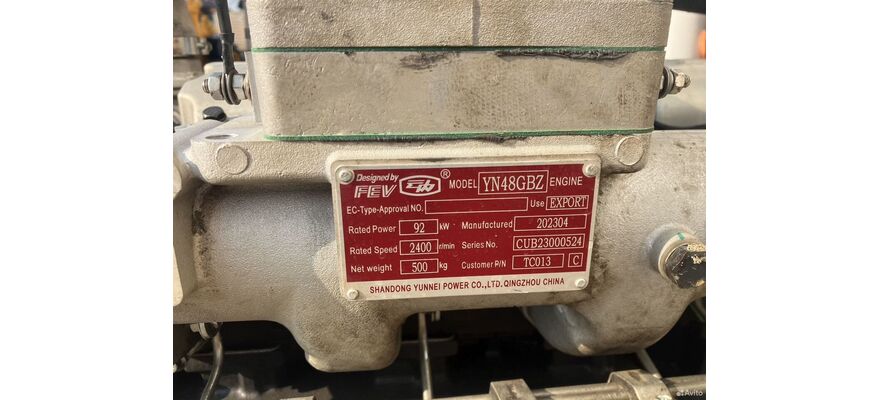 Designed by FEV ® MODEL YN48GBZ ENGINE
EC-Type-Approval NO. Use EXPORT
Rated Power 92 kW Manufactured 202304
Rated Speed 2400 r/min Series No. CUB23000524
Net weight 500 kg Customer P/N TC013 C
SHANDONG YUNNEI POWER CO.,LTD. QINGZHOU CHINA
Avito